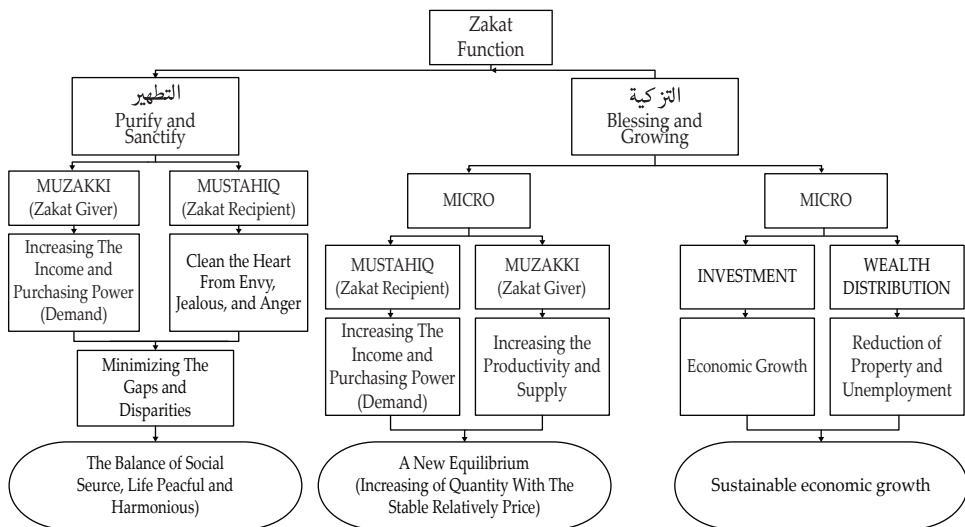 Zakat
Function
التطهير
Purify and
Sanctify
التزكية
Blessing and
Growing
MUZAKKI
(Zakat Giver)
MUSTAHIQ
(Zakat Recipient)
MICRO
MICRO
Increasing The
Income and
Purchasing Power
(Demand)
Clean the Heart
From Envy,
Jealous, and Anger
MUSTAHIQ
(Zakat Recipient)
MUZAKKI
(Zakat Giver)
INVESTMENT
WEALTH
DISTRIBUTION
Minimizing The
Gaps and
Disparities
Increasing The
Income and
Purchasing Power
(Demand)
Increasing the
Productivity and
Supply
Economic Growth
Reduction of
Property and
Unemployment
The Balance of Social
Seurce, Life Peacful and
Harmonious)
A New Equilibrium
(Increasing of Quantity With The
Stable Relatively Price)
Sustainable economic growth